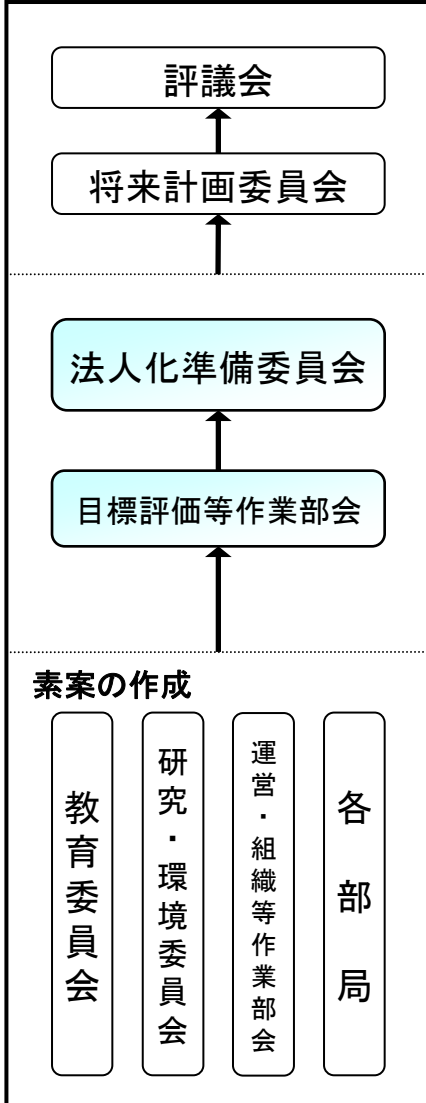 評議会
将来計画委員会
法人化準備委員会
目標評価等作業部会
素案の作成
教育委員会
研究・環境委員会
運営・組織等作業部会
各部局